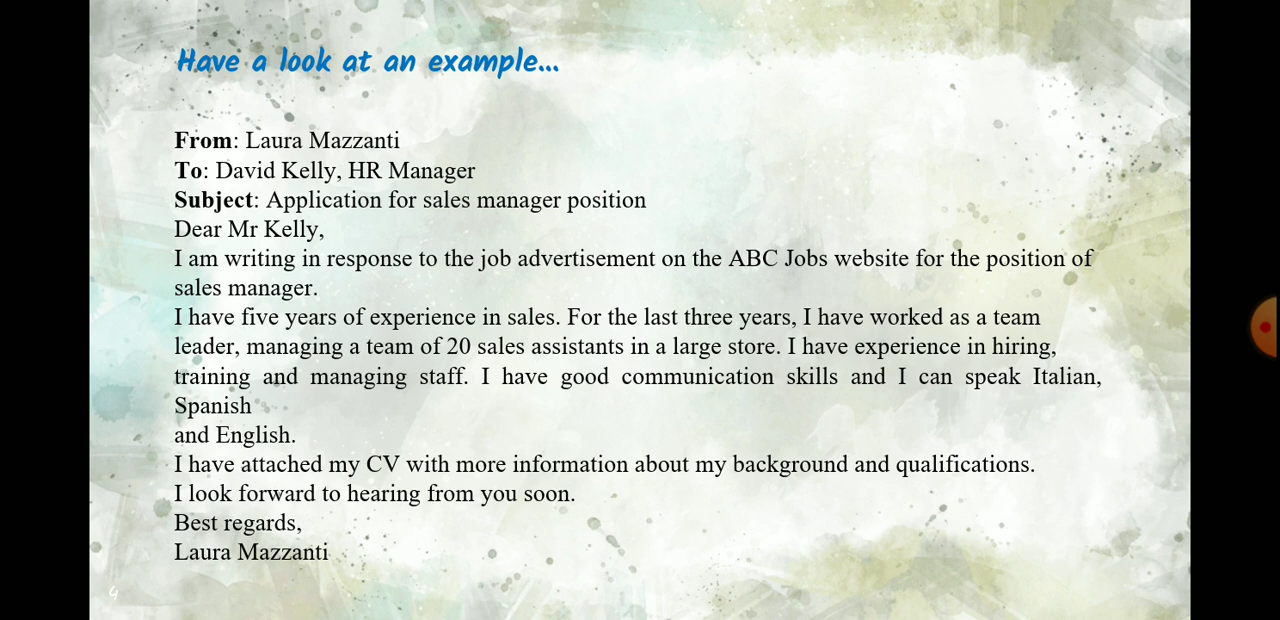 Have a look at an example...
From: Laura Mazzanti
To: David Kelly, HR Manager
Subject: Application for sales manager position
Dear Mr Kelly,
I am writing in response to the job advertisement on the ABC Jobs website for the position of
sales manager.
I have five years of experience in sales. For the last three years, I have worked as a team
leader, managing a team of 20 sales assistants in a large store. I have experience in hiring,
training and managing staff. I have good communication skills and I can speak Italian,
Spanish
and English.
I have attached my CV with more information about my background and qualifications.
I look forward to hearing from you soon.
Best regards,
Laura Mazzanti
4